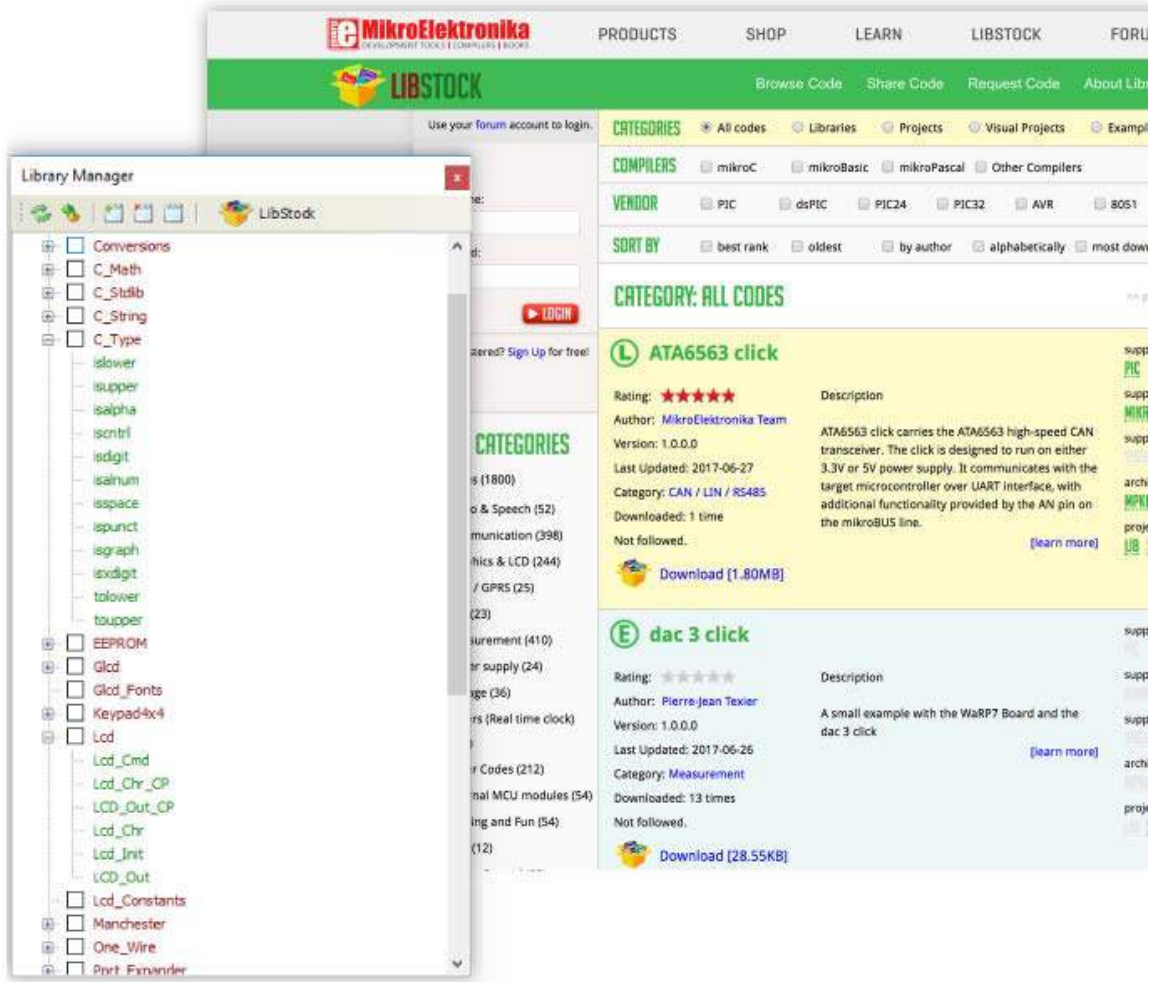 MikroElektronika
DEVELOPMENT TOOLS | COMPILERS | BOOKS
PRODUCTS SHOP LEARN LIBSTOCK
LIBSTOCK
Browse Code Share Code Request Code About
Use your forum account to login.
LOGIN
Sign Up for free!
CATEGORIES
(1800)
& Speech (52)
(398)
& LCD (244)
/ GPRS (25)
(23)
(410)
supply (24)
(36)
(Real time clock)
Codes (212)
MCU modules (54)
and Fun (54)
(12)
CATEGORIES All codes Libraries Projects Visual Projects
COMPILERS mikroC mikroBasic mikroPascal Other Compilers
VENDOR PIC dsPIC PIC24 PIC32 AVR 8051
SORT BY best rank oldest by author alphabetically most
CATEGORY: ALL CODES
L ATA6563 click
Rating:
Author: MikroElektronika Team
Version: 1.0.0.0
Last Updated: 2017-06-27
Category: CAN / LIN / RS485
Downloaded: 1 time
Not followed.
Download [1.80MB]
Description
ATA6563 click carries the ATA6563 high-speed CAN
transceiver. The click is designed to run on either
3.3V or 5V power supply. It communicates with the
target microcontroller over UART interface, with
additional functionality provided by the AN pin on
the mikroBUS line.
[learn more]
PIC
E dac 3 click
Rating:
Author: Pierre-Jean Texier
Version: 1.0.0.0
Last Updated: 2017-06-26
Category: Measurement
Downloaded: 13 times
Not followed.
Download [28.55KB]
Description
A small example with the WaRP7 Board and the
dac 3 click
[learn more]
Library Manager
LibStock
Conversions
C_Math
C_Stdlib
C_String
C_Type
islower
isupper
isalpha
iscntrl
isdigit
isalnum
isspace
ispunct
isgraph
isxdigit
tolower
toupper
EEPROM
Glcd
Glcd_Fonts
Keypad4x4
Lcd
Lcd_Cmd
Lcd_Chr_CP
LCD_Out_CP
Lcd_Chr
Lcd_Init
LCD_Out
Lcd_Constants
Manchester
One_Wire
Port_Expander